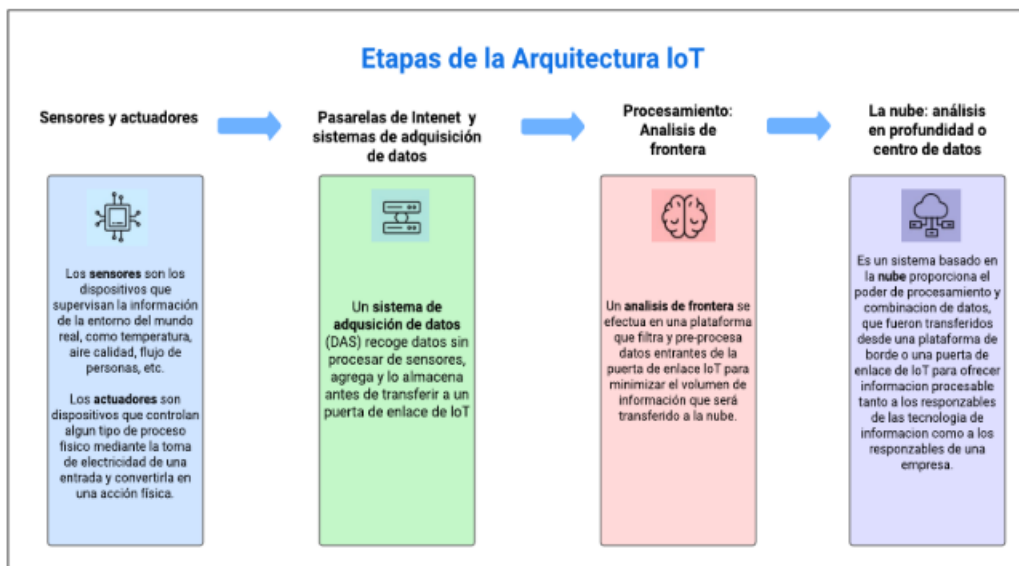 Etapas de la Arquitectura IoT
Sensores y actuadores
Pasarelas de Intenet y
sistemas de adquisición
de datos
Procesamiento:
Analisis de
frontera
La nube: análisis
en profundidad o
centro de datos
Los sensores son los
dispositivos que
supervisan la información
de la entorno del mundo
real, como temperatura,
aire calidad, flujo de
personas, etc.
Los actuadores son
dispositivos que controlan
algun tipo de proceso
fisico mediante la toma
de electricidad de una
entrada y convertirla en
una acción física.
Un sistema de
adqusición de datos
(DAS) recoge datos sin
procesar de sensores,
agrega y lo almacena
antes de transferir a un
puerta de enlace de IoT
Un analisis de frontera se
efectua en una plataforma
que filtra y pre-procesa
datos entrantes de la
puerta de enlace IoT para
minimizar el volumen de
información que será
transferido a la nube.
Es un sistema basado en
la nube proporciona el
poder de procesamiento y
combinacion de datos,
que fueron transferidos
desde una plataforma de
borde o una puerta de
enlace de IoT para ofrecer
informacion procesable
tanto a los responzables
de las tecnologia de
informacion como a los
responzables de una
empresa.